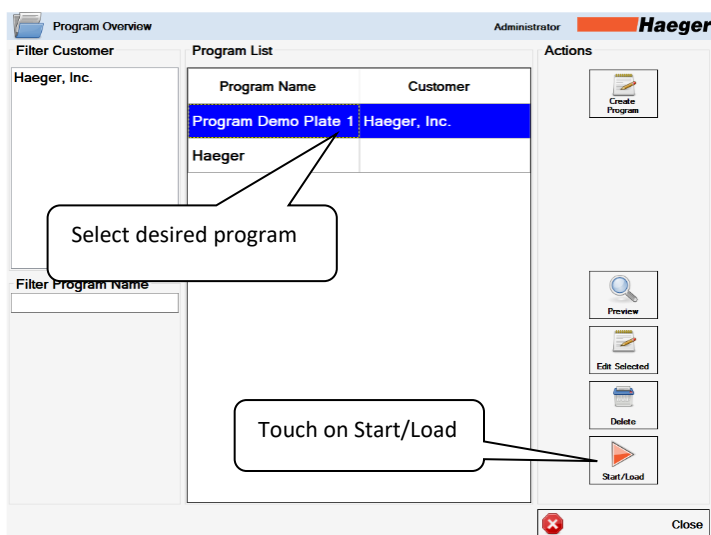 Program Overview
Administrator
Haeger
Filter Customer
Haeger, Inc.
Filter Program Name
Program List
Program Name Customer
Program Demo Plate 1 Haeger, Inc.
Haeger
Select desired program
Touch on Start/Load
Actions
Create
Program
Preview
Edit Selected
Delete
Start/Load
Close